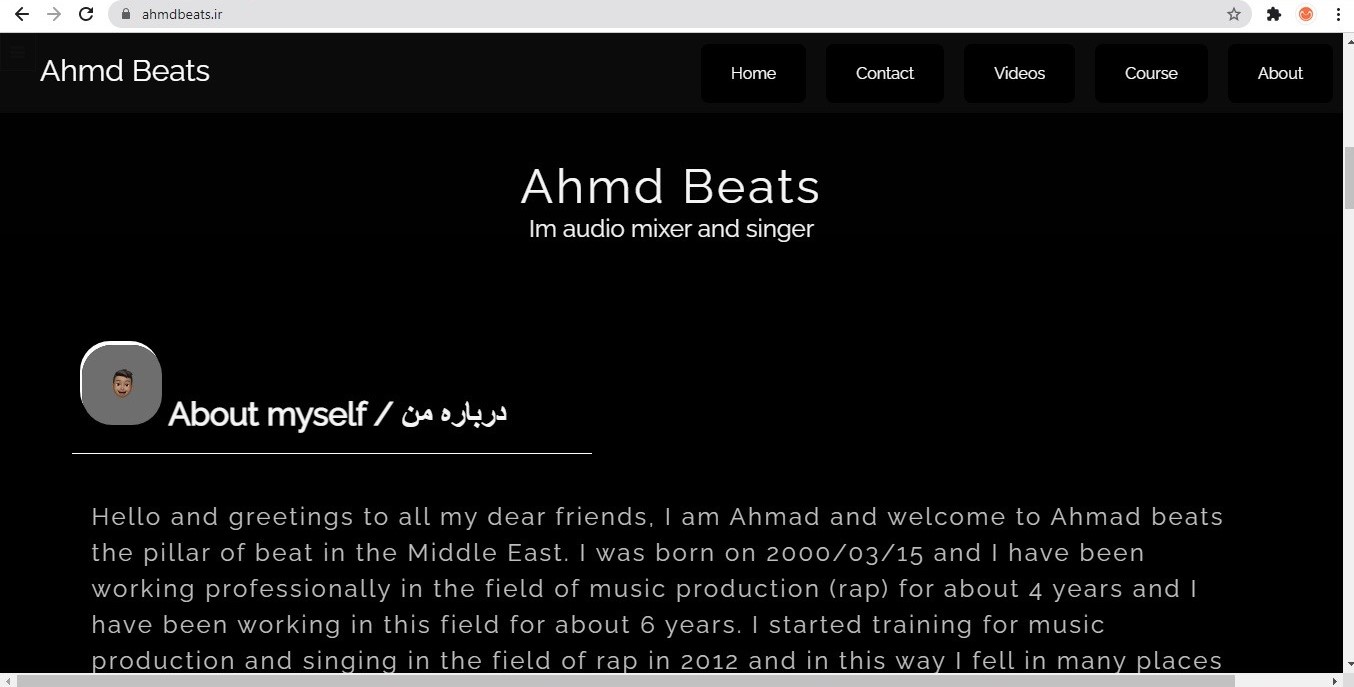 ahmdbeats.ir
Ahmd Beats
Home
Contact
Videos
Course
About
Ahmd Beats
Im audio mixer and singer
About myself / درباره من
Hello and greetings to all my dear friends, I am Ahmad and welcome to Ahmad beats
the pillar of beat in the Middle East. I was born on 2000/03/15 and I have been
working professionally in the field of music production (rap) for about 4 years and I
have been working in this field for about 6 years. I started training for music
production and singing in the field of rap in 2012 and in this way I fell in many places